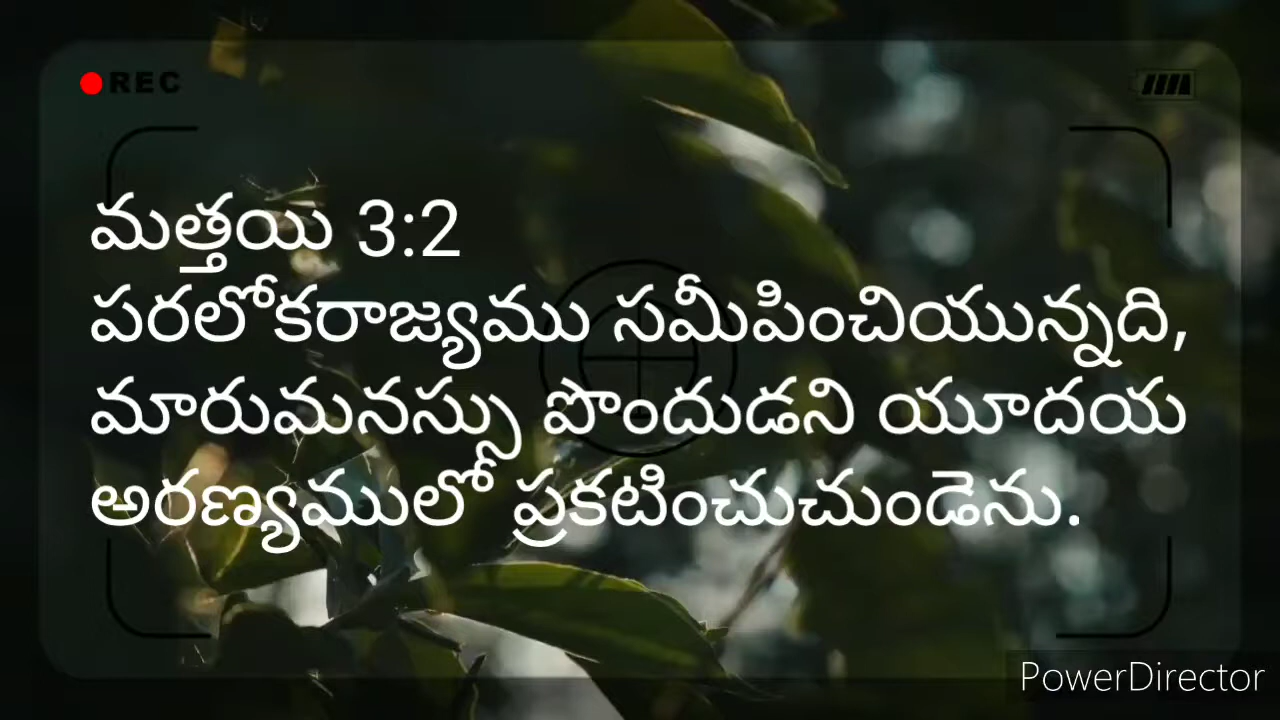 REC
మత్తయి 3:2
పరలోకరాజ్యము సమీపించియున్నది,
మారుమనస్సు పొందుడని యూదయ
అరణ్యములో ప్రకటించుచుండెను.
PowerDirector